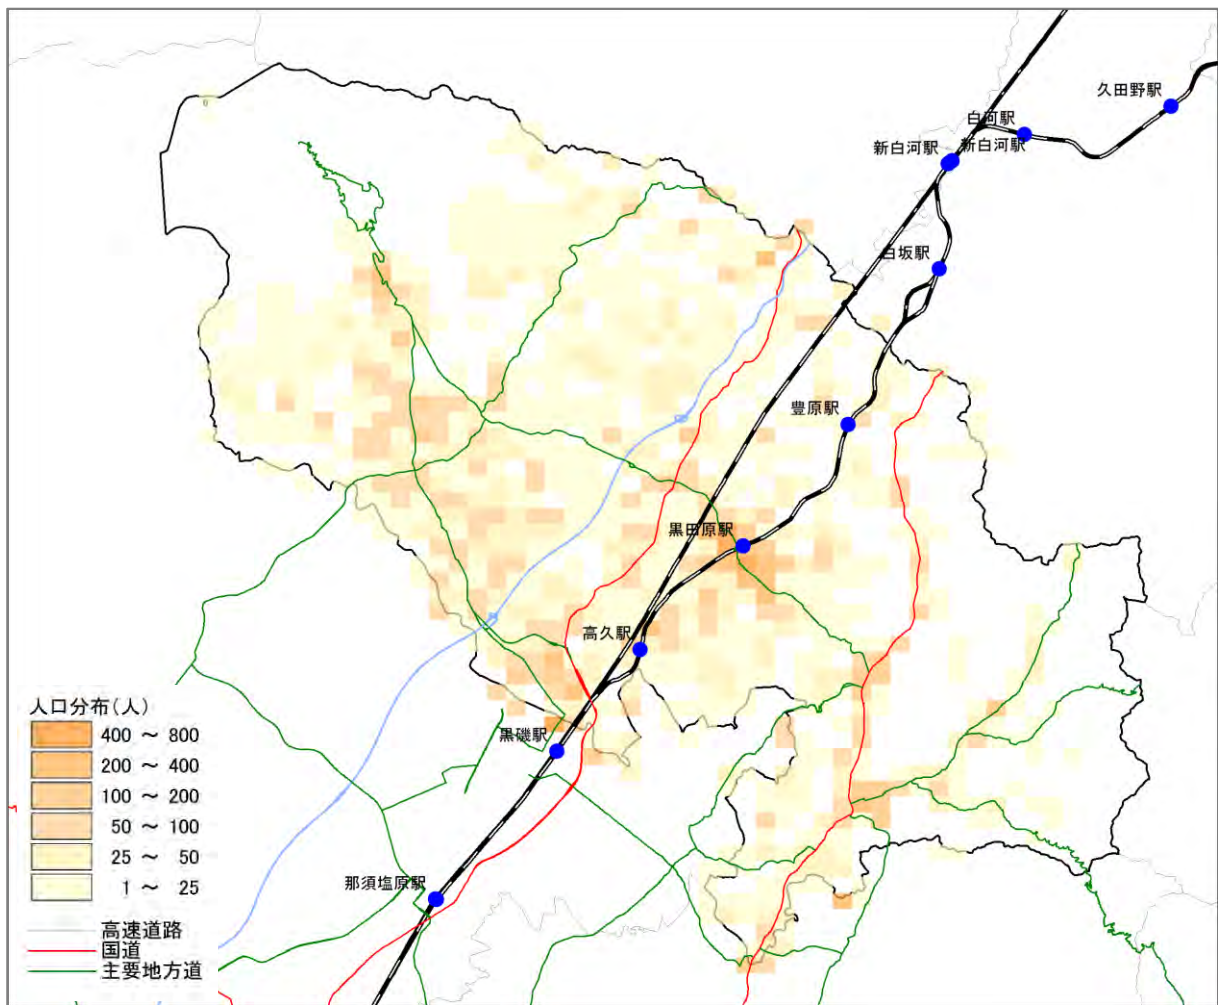 久田野駅
白河駅
新白河駅
新白河駅
白坂駅
豊原駅
黒田原駅
高久駅
黒磯駅
那須塩原駅
人口分布(人)
400 ～ 800
200 ～ 400
100 ～ 200
50 ～ 100
25 ～ 50
1 ～ 25
高速道路
国道
主要地方道